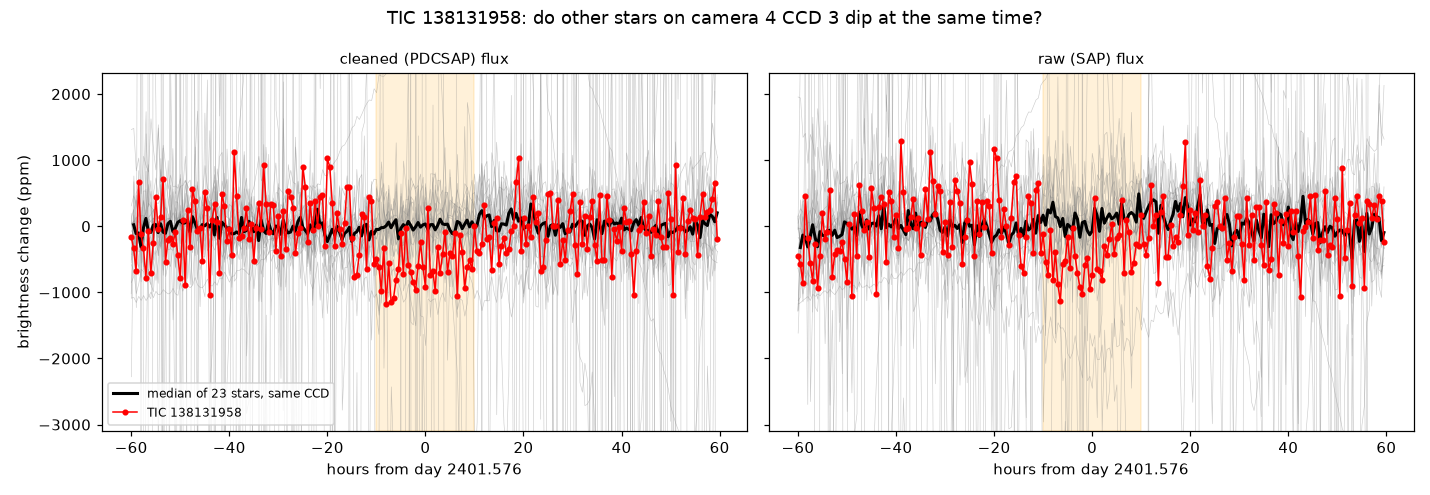 TIC 138131958: do other stars on camera 4 CCD 3 dip at the same time?
cleaned (PDCSAP) flux
raw (SAP) flux
brightness change (ppm)
2000
1000
0
−1000
−2000
−3000
median of 23 stars, same CCD
TIC 138131958
−60 −40 −20 0 20 40 60
−60 −40 −20 0 20 40 60
hours from day 2401.576
hours from day 2401.576